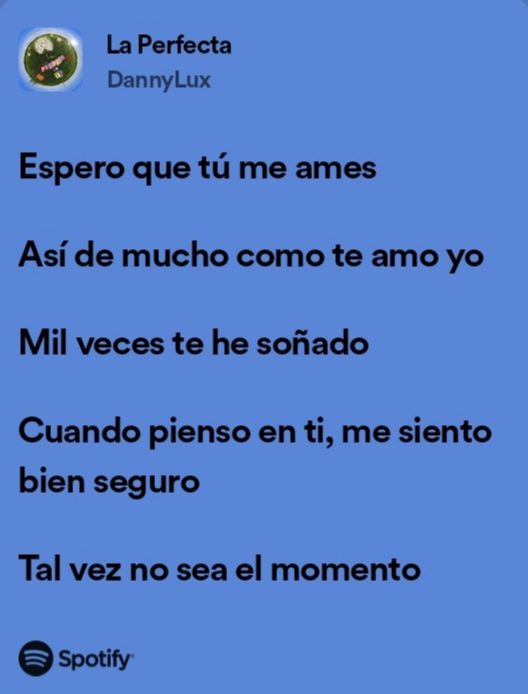 La Perfecta
DannyLux
Espero que tú me ames
Así de mucho como te amo yo
Mil veces te he soñado
Cuando pienso en ti, me siento
bien seguro
Tal vez no sea el momento
Spotify